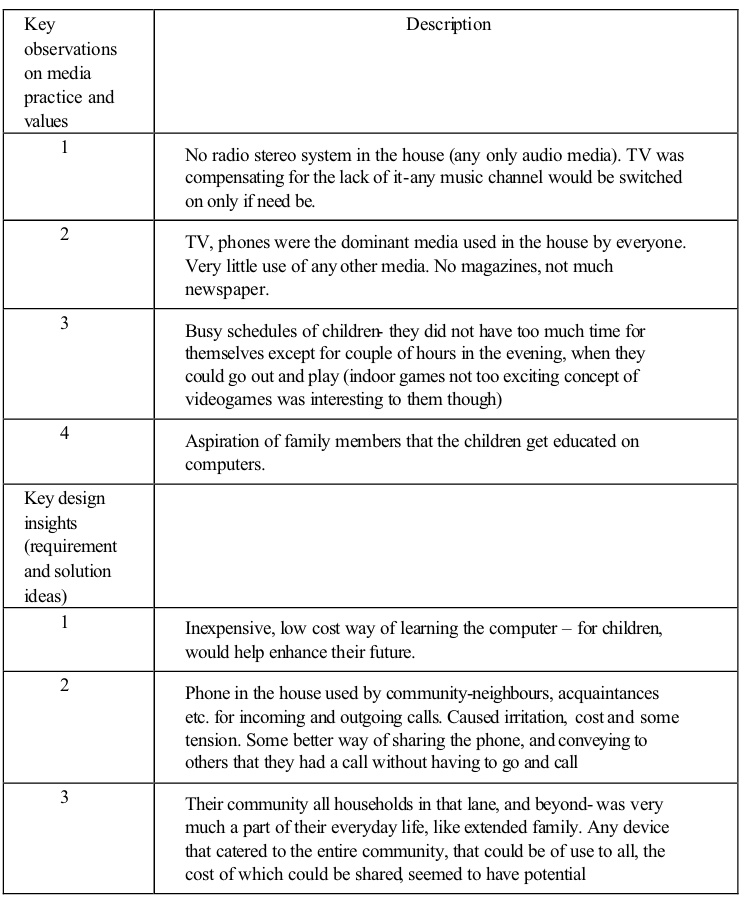 Key
observations
on media
practice and
values
Description
1
No radio stereo system in the house (any only audio media). TV was
compensating for the lack of it-any music channel would be switched
on only if need be.
2
TV, phones were the dominant media used in the house by everyone.
Very little use of any other media. No magazines, not much
newspaper.
3
Busy schedules of children- they did not have too much time for
themselves except for couple of hours in the evening, when they
could go out and play (indoor games not too exciting concept of
videogames was interesting to them though)
4
Aspiration of family members that the children get educated on
computers.
Key design
insights
(requirement
and solution
ideas)
1
Inexpensive, low cost way of learning the computer – for children,
would help enhance their future.
2
Phone in the house used by community-neighbours, acquaintances
etc. for incoming and outgoing calls. Caused irritation, cost and some
tension. Some better way of sharing the phone, and conveying to
others that they had a call without having to go and call
3
Their community all households in that lane, and beyond- was very
much a part of their everyday life, like extended family. Any device
that catered to the entire community, that could be of use to all, the
cost of which could be shared, seemed to have potential